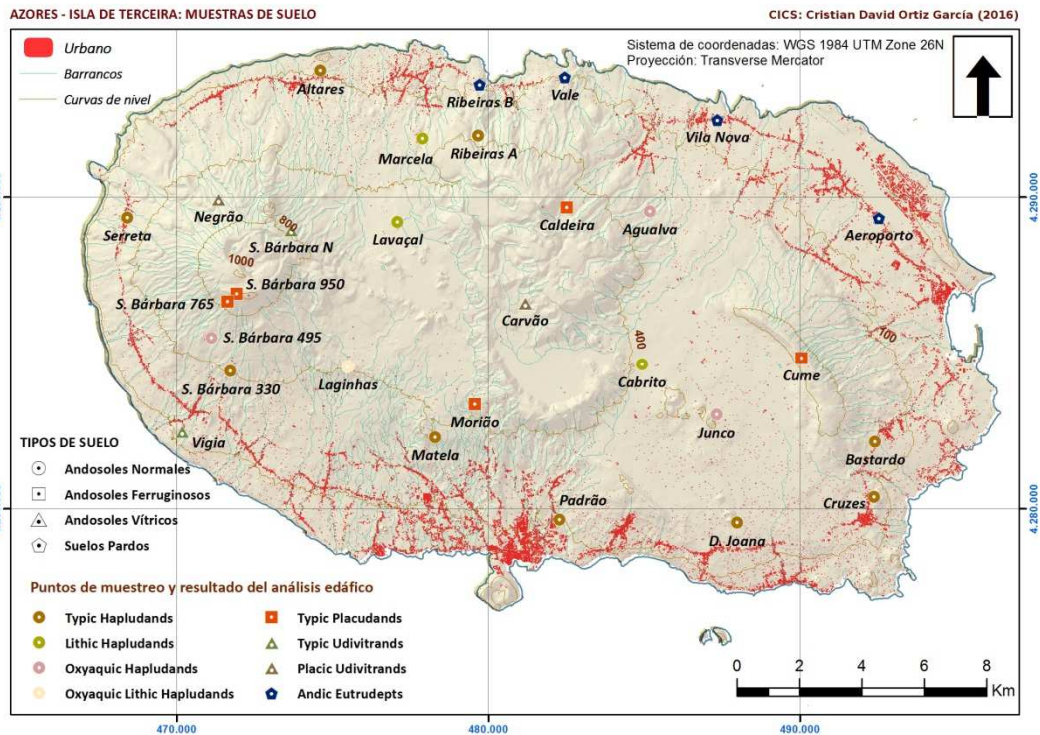 AZORES - ISLA DE TERCEIRA: MUESTRAS DE SUELO
CICS: Cristian David Ortiz García (2016)
Urbano
Barrancos
Curvas de nivel
Sistema de coordenadas: WGS 1984 UTM Zone 26N
Proyección: Transverse Mercator
Altares
Ribeiras B
Vale
Vila Nova
Marcela
Ribeiras A
Negrão
800
Serreta
S. Bárbara N
Lavaçal
Caldeira
Agualva
Aeroporto
1000
S. Bárbara 950
S. Bárbara 765
Carvão
S. Bárbara 495
400
100
S. Bárbara 330
Laginhas
Cabrito
Cume
Morião
Junco
Vigia
Matela
Bastardo
Padrão
Cruzes
D. Joana
4.290.000
4.280.000
TIPOS DE SUELO
Andosoles Normales
Andosoles Ferruginosos
Andosoles Vítricos
Suelos Pardos
Puntos de muestreo y resultado del análisis edáfico
Typic Hapludands
Lithic Hapludands
Oxyaquic Hapludands
Oxyaquic Lithic Hapludands
Typic Placudands
Typic Udivitrands
Placic Udivitrands
Andic Eutrudepts
0 2 4 6 8
Km
470.000 480.000 490.000